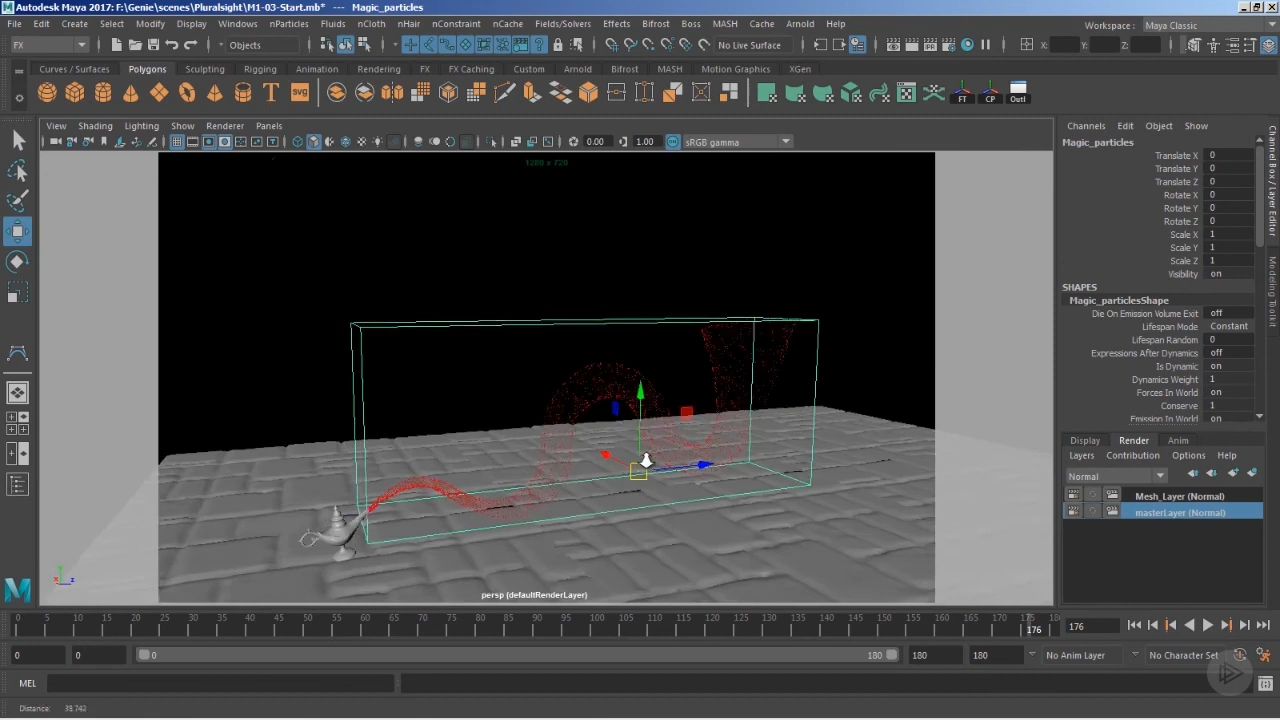 Autodesk Maya 2017: F:\Genie\scenes\Pluralsight\M1-03-Start.mb* --- Magic_particles
File Edit Create Select Modify Display Windows nParticles Fluids nCloth nHair nConstraint nCache Fields/Solvers Effects Bifrost Boss MASH Cache Arnold Help
Workspace : Maya Classic
FX Objects No Live Surface X: Y: Z:
Curves / Surfaces Polygons Sculpting Rigging Animation Rendering FX FX Caching Custom Arnold Bifrost MASH Motion Graphics XGen
T SVG FT CP Outl
View Shading Lighting Show Renderer Panels
0.00 1.00 sRGB gamma
1280 x 720
persp (defaultRenderLayer)
Channels Edit Object Show
Magic_particles
Translate X 0
Translate Y 0
Translate Z 0
Rotate X 0
Rotate Y 0
Rotate Z 0
Scale X 1
Scale Y 1
Scale Z 1
Visibility on
SHAPES
Magic_particlesShape
Die On Emission Volume Exit off
Lifespan Mode Constant
Lifespan Random 0
Expressions After Dynamics off
Is Dynamic on
Dynamics Weight 1
Forces In World on
Conserve 1
Emission In World on
Channel Box / Layer Editor
Modeling Toolkit
Display Render Anim
Layers Contribution Options Help
Normal
Mesh_Layer (Normal)
masterLayer (Normal)
0 5 10 15 20 25 30 35 40 45 50 55 60 65 70 75 80 85 90 95 100 105 110 115 120 125 130 135 140 145 150 155 160 165 170 175 18
176
176
0 0 0 180 180 180 No Anim Layer No Character Set
MEL
Distance: 38.742